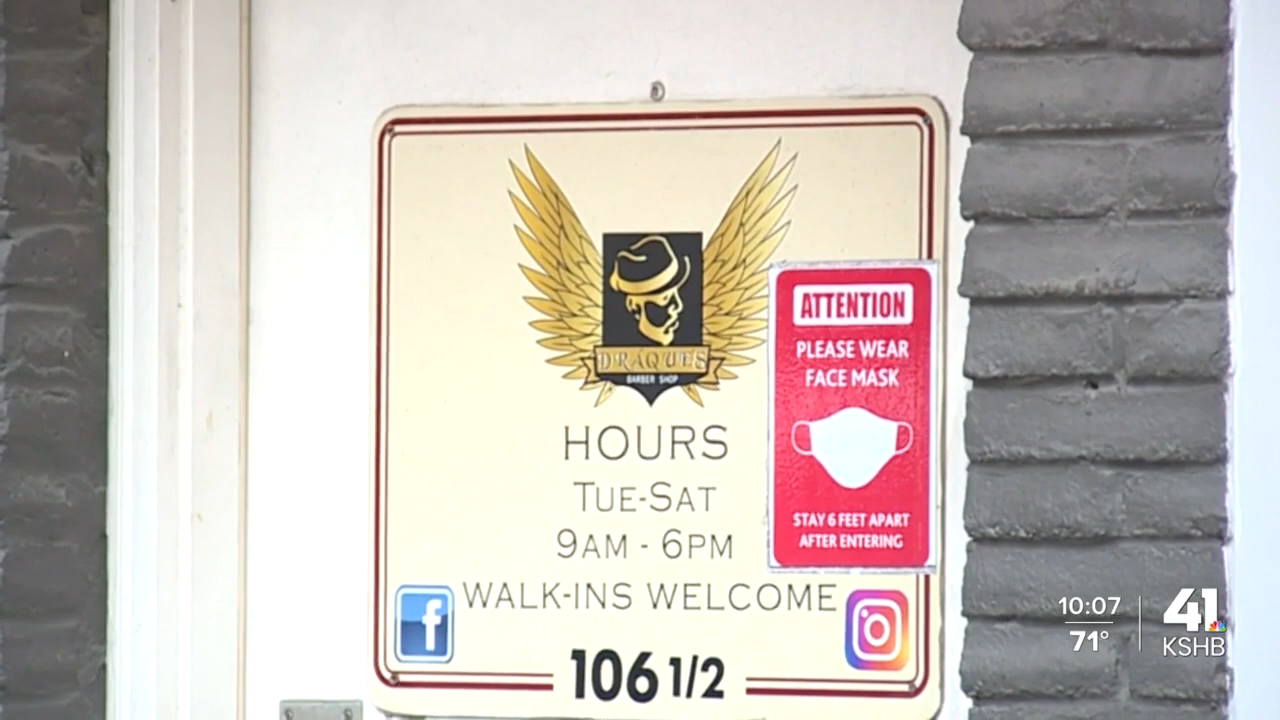 DRAQUES
BARBER SHOP
HOURS
TUE-SAT
9AM - 6PM
WALK-INS WELCOME
106 1/2
ATTENTION
PLEASE WEAR
FACE MASK
STAY 6 FEET APART
AFTER ENTERING
f
10:07
71°
41
KSHB